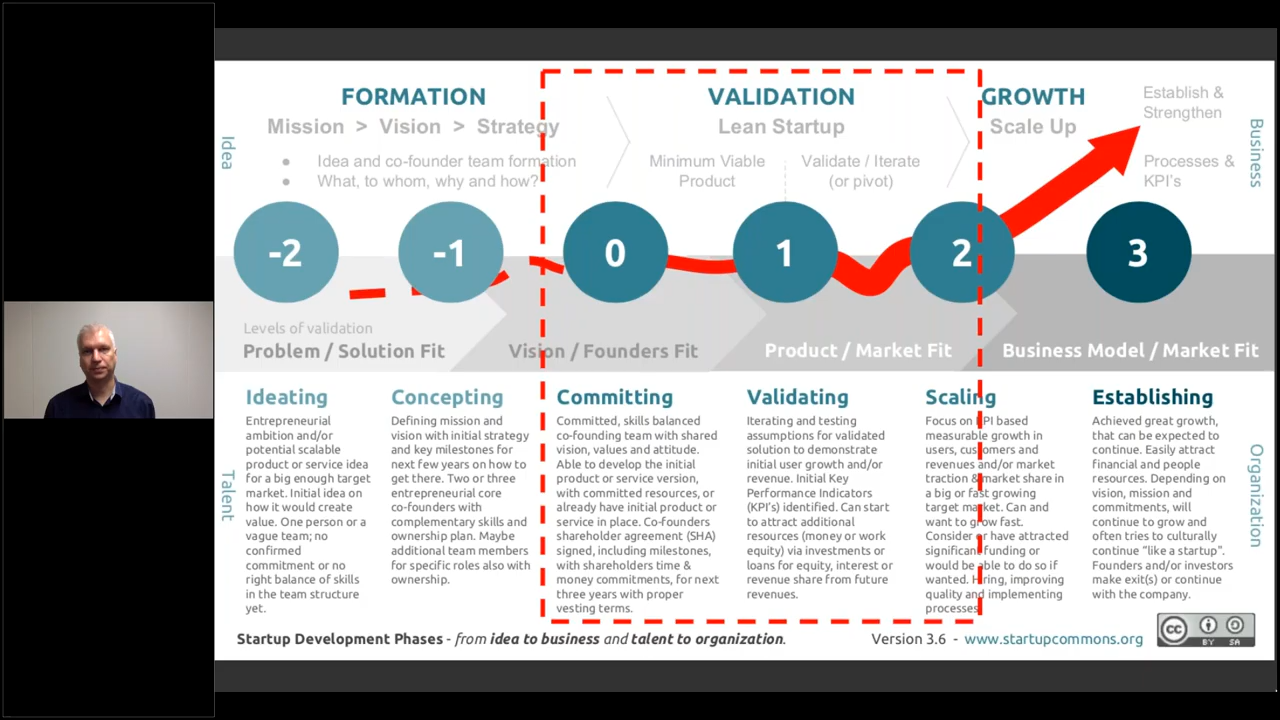 FORMATION
Mission > Vision > Strategy
● Idea and co-founder team formation
● What, to whom, why and how?
VALIDATION
Lean Startup
Minimum Viable
Product
Validate / Iterate
(or pivot)
GROWTH
Scale Up
Establish &
Strengthen
Processes &
KPI's
Idea
Business
-2
-1
0
1
2
3
Levels of validation
Problem / Solution Fit
Vision / Founders Fit
Product / Market Fit
Business Model / Market Fit
Talent
Organization
Ideating
Entrepreneurial
ambition and/or
potential scalable
product or service idea
for a big enough target
market. Initial idea on
how it would create
value. One person or a
vague team; no
confirmed
commitment or no
right balance of skills
in the team structure
yet.
Concepting
Defining mission and
vision with initial strategy
and key milestones for
next few years on how to
get there. Two or three
entrepreneurial core
co-founders with
complementary skills and
ownership plan. Maybe
additional team members
for specific roles also with
ownership.
Committing
Committed, skills balanced
co-founding team with shared
vision, values and attitude.
Able to develop the initial
product or service version,
with committed resources, or
already have initial product or
service in place. Co-founders
shareholder agreement (SHA)
signed, including milestones,
with shareholders time &
money commitments, for next
three years with proper
vesting terms.
Validating
Iterating and testing
assumptions for validated
solution to demonstrate
initial user growth and/or
revenue. Initial Key
Performance Indicators
(KPI's) identified. Can start
to attract additional
resources (money or work
equity) via investments or
loans for equity, interest or
revenue share from future
revenues.
Scaling
Focus on KPI based
measurable growth in
users, customers and
revenues and/or market
traction & market share in
a big or fast growing
target market. Can and
want to grow fast.
Consider or have attracted
significant funding or
would be able to do so if
wanted. Hiring, improving
quality and implementing
processes
Establishing
Achieved great growth,
that can be expected to
continue. Easily attract
financial and people
resources. Depending on
vision, mission and
commitments, will
continue to grow and
often tries to culturally
continue "like a startup".
Founders and/or investors
make exit(s) or continue
with the company.
Startup Development Phases - from idea to business and talent to organization.
Version 3.6 - www.startupcommons.org
CC BY SA